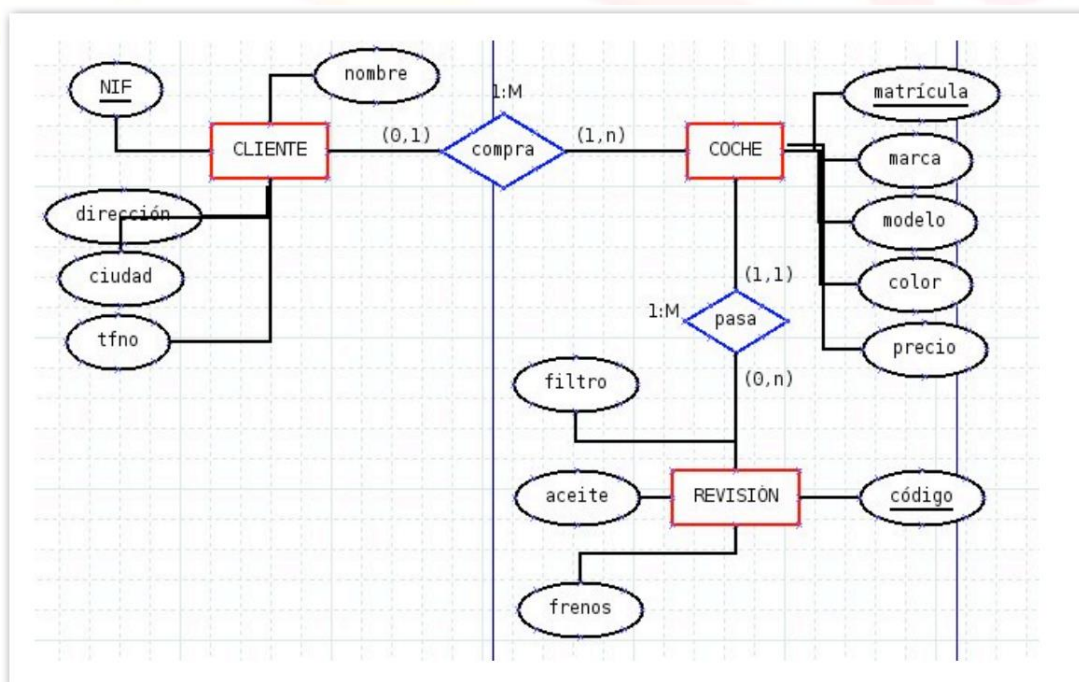 nombre
NIF
matrícula
1:M
CLIENTE
(0,1)
compra
(1,n)
COCHE
marca
dirección
modelo
ciudad
color
(1,1)
1:M
pasa
tfno
precio
filtro
(0,n)
aceite
REVISIÓN
código
frenos